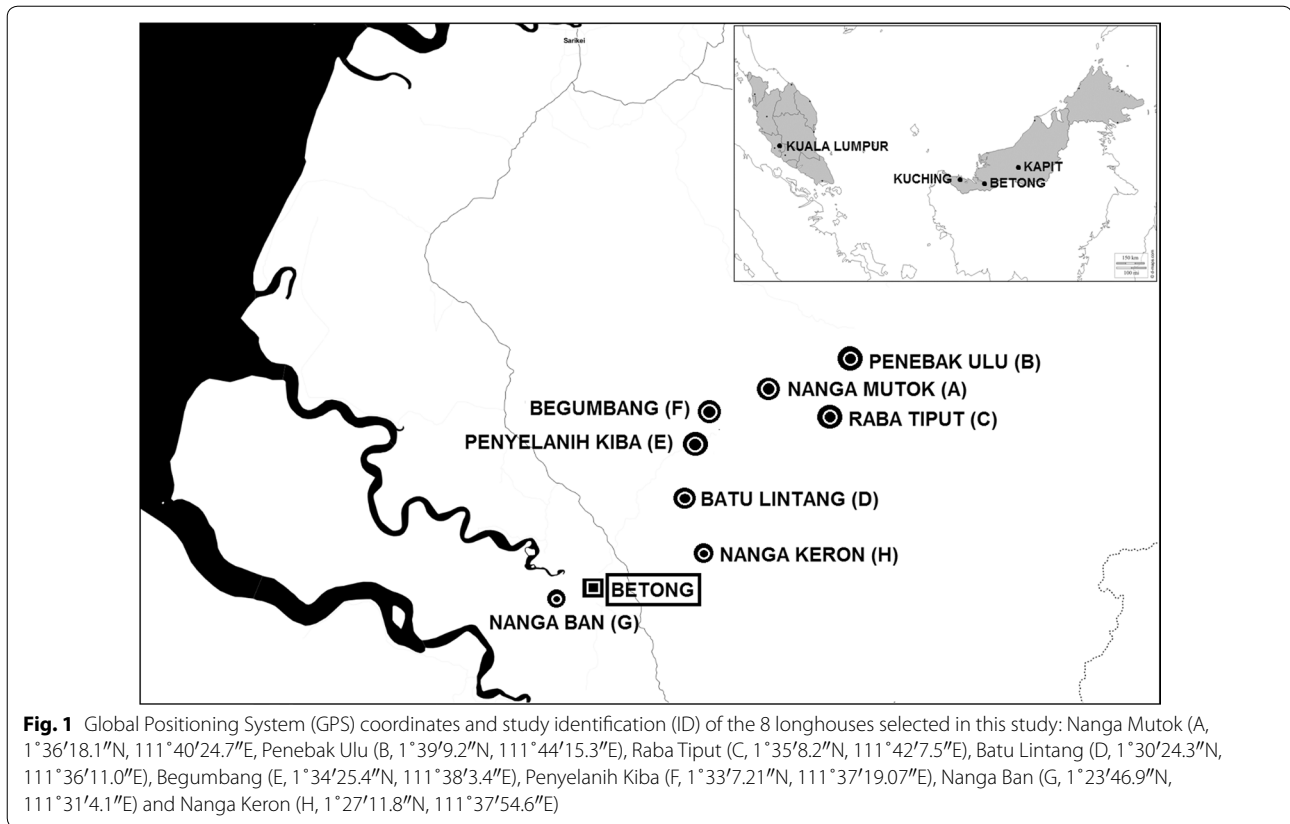 Sarikei
KUALA LUMPUR
KUCHING
KAPIT
BETONG
150 km
100 mi
© d-maps.com
PENEBAK ULU (B)
NANGA MUTOK (A)
BEGUMBANG (F)
RABA TIPUT (C)
PENYELANIH KIBA (E)
BATU LINTANG (D)
NANGA KERON (H)
BETONG
NANGA BAN (G)
Fig. 1 Global Positioning System (GPS) coordinates and study identification (ID) of the 8 longhouses selected in this study: Nanga Mutok (A,
1°36′18.1″N, 111°40′24.7″E, Penebak Ulu (B, 1°39′9.2″N, 111°44′15.3″E), Raba Tiput (C, 1°35′8.2″N, 111°42′7.5″E), Batu Lintang (D, 1°30′24.3″N,
111°36′11.0″E), Begumbang (E, 1°34′25.4″N, 111°38′3.4″E), Penyelanih Kiba (F, 1°33′7.21″N, 111°37′19.07″E), Nanga Ban (G, 1°23′46.9″N,
111°31′4.1″E) and Nanga Keron (H, 1°27′11.8″N, 111°37′54.6″E)